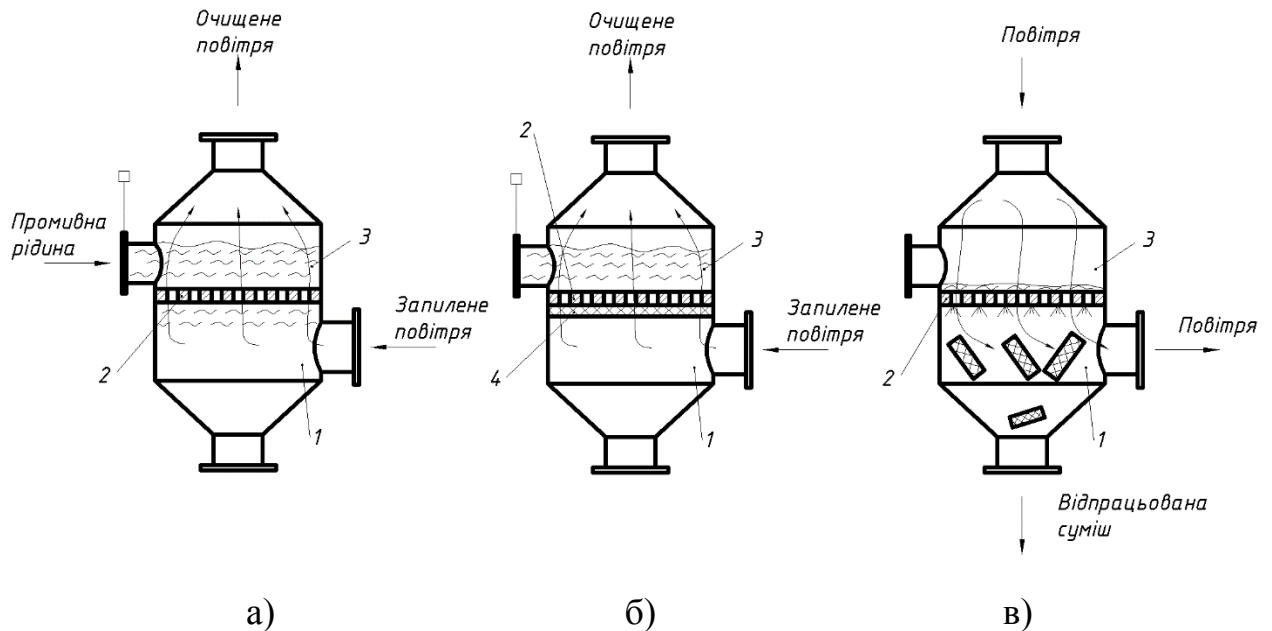 Очищене
повітря
Промивна
рідина
3
Запилене
повітря
2
1
а)
Очищене
повітря
2
3
Запилене
повітря
4
1
б)
Повітря
3
Повітря
2
1
Відпрацьована
суміш
в)